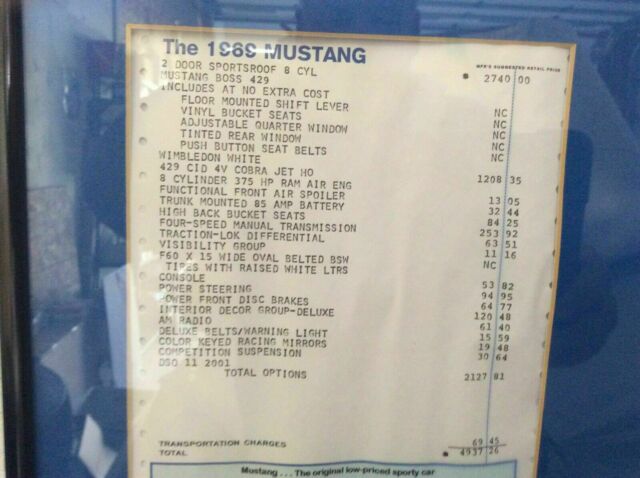 The 1969 MUSTANG
MFR'S SUGGESTED RETAIL PRICE
2 DOOR SPORTSROOF 8 CYL
MUSTANG BOSS 429 * 2740 00
INCLUDES AT NO EXTRA COST
FLOOR MOUNTED SHIFT LEVER NC
VINYL BUCKET SEATS NC
ADJUSTABLE QUARTER WINDOW NC
TINTED REAR WINDOW NC
PUSH BUTTON SEAT BELTS NC
WIMBLEDON WHITE
429 CID 4V COBRA JET HO
8 CYLINDER 375 HP RAM AIR ENG 1208 35
FUNCTIONAL FRONT AIR SPOILER 13 05
TRUNK MOUNTED 85 AMP BATTERY 32 44
HIGH BACK BUCKET SEATS 84 25
FOUR-SPEED MANUAL TRANSMISSION 253 92
TRACTION-LOK DIFFERENTIAL 63 51
VISIBILITY GROUP 11 16
F60 X 15 WIDE OVAL BELTED BSW NC
TIRES WITH RAISED WHITE LTRS
CONSOLE 53 82
POWER STEERING 94 95
POWER FRONT DISC BRAKES 64 77
INTERIOR DECOR GROUP-DELUXE 120 48
AM RADIO 61 40
DELUXE BELTS/WARNING LIGHT 15 59
COLOR KEYED RACING MIRRORS 19 48
COMPETITION SUSPENSION 30 64
DSO 11 2001
TOTAL OPTIONS 2127 81
TRANSPORTATION CHARGES 69 45
TOTAL * 4937 26
Mustang . . . The original low-priced sporty car